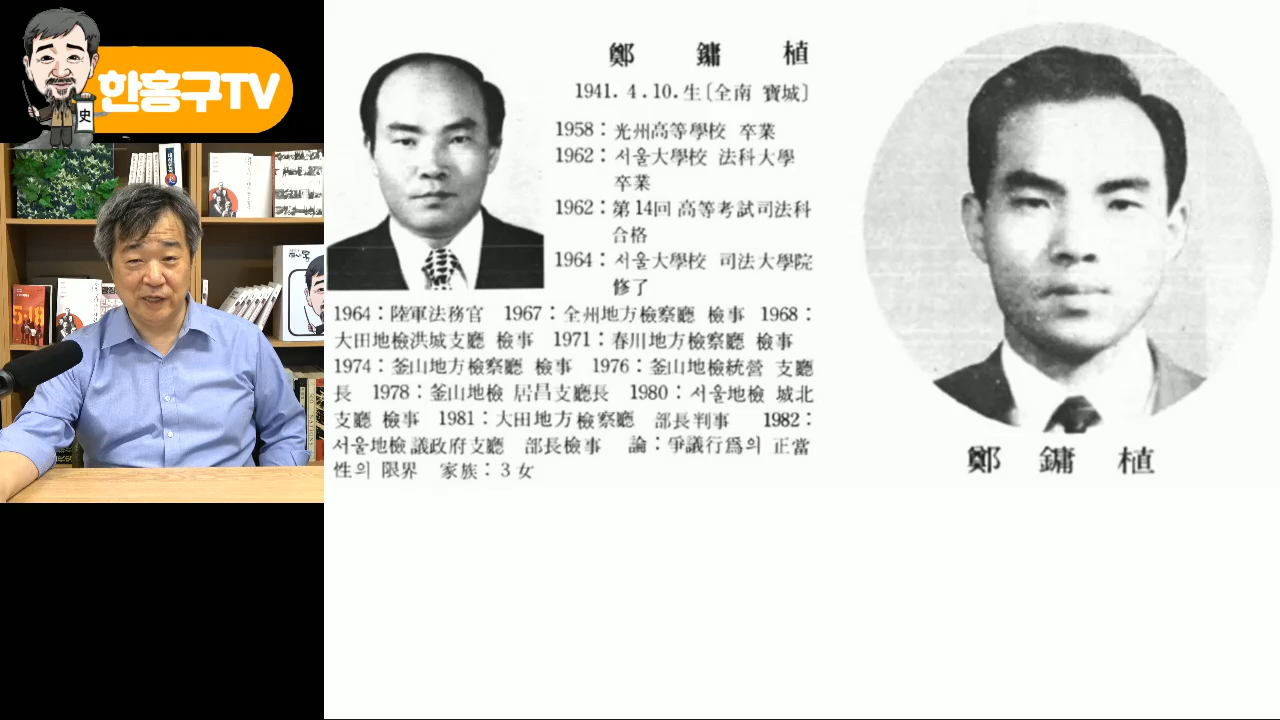 한홍구TV
史
5·18
鄭 鏞 植
1941. 4. 10. 生 〔全南 寶城〕
1958 : 光州高等學校 卒業
1962 : 서울大學校 法科大學
卒業
1962 : 第14回 高等考試司法科
合格
1964 : 서울大學校 司法大學院
修了
1964 : 陸軍法務官 1967 : 全州地方檢察廳 檢事 1968 :
大田地檢洪城支廳 檢事 1971 : 春川地方檢察廳 檢事
1974 : 釜山地方檢察廳 檢事 1976 : 釜山地檢統營 支廳
長 1978 : 釜山地檢 居昌支廳長 1980 : 서울地檢 城北
支廳 檢事 1981 : 大田地方檢察廳 部長判事 1982 :
서울地檢議政府支廳 部長檢事 論 : 爭議行爲의 正當
性의 限界 家族 : 3 女
鄭 鏞 植